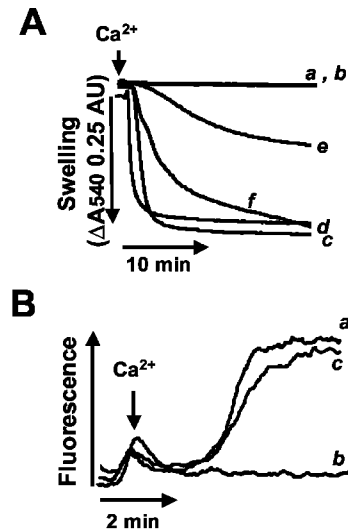 A
Ca²⁺
a , b
e
f
d
c
Swelling
(ΔA540 0.25 AU)
10 min
B
a
c
Ca²⁺
b
Fluorescence
2 min